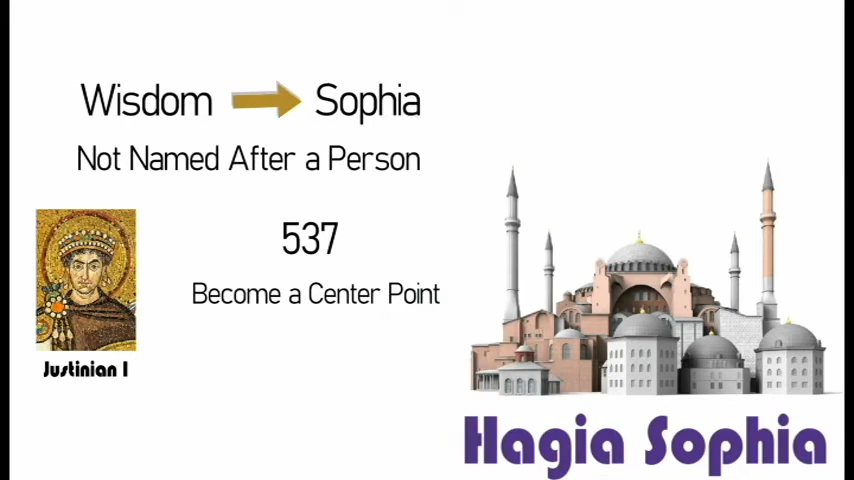 Wisdom Sophia
Not Named After a Person
537
Become a Center Point
Justinian I
Hagia Sophia